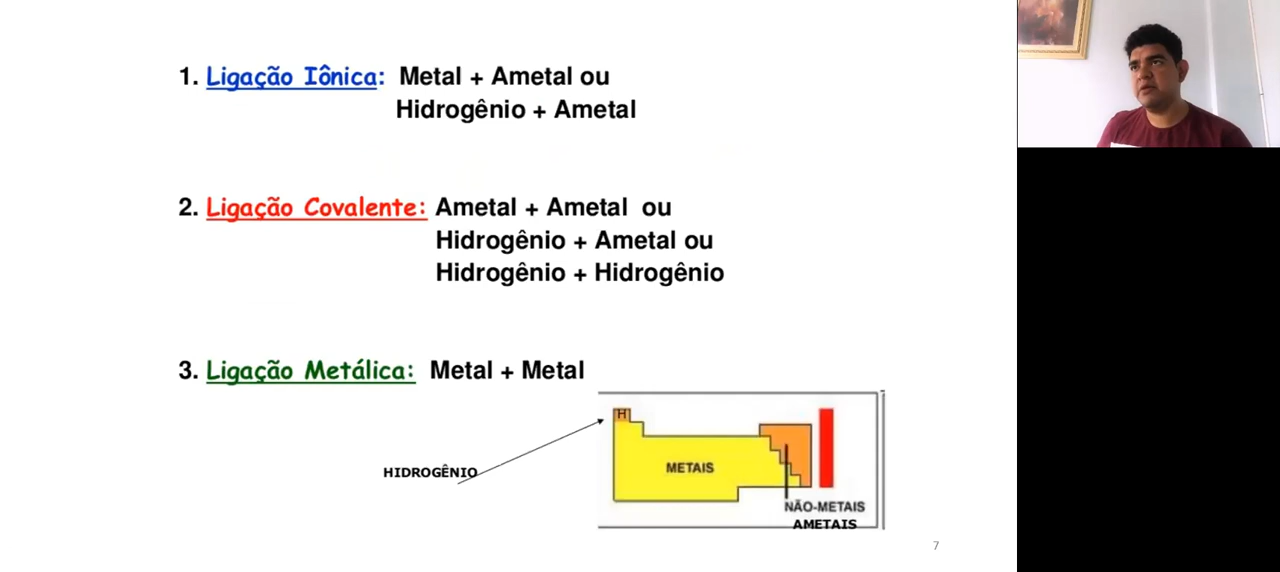 1. Ligação Iônica: Metal + Ametal ou
Hidrogênio + Ametal
2. Ligação Covalente: Ametal + Ametal ou
Hidrogênio + Ametal ou
Hidrogênio + Hidrogênio
3. Ligação Metálica: Metal + Metal
H
HIDROGÊNIO
METAIS
NÃO-METAIS
AMETAIS
7